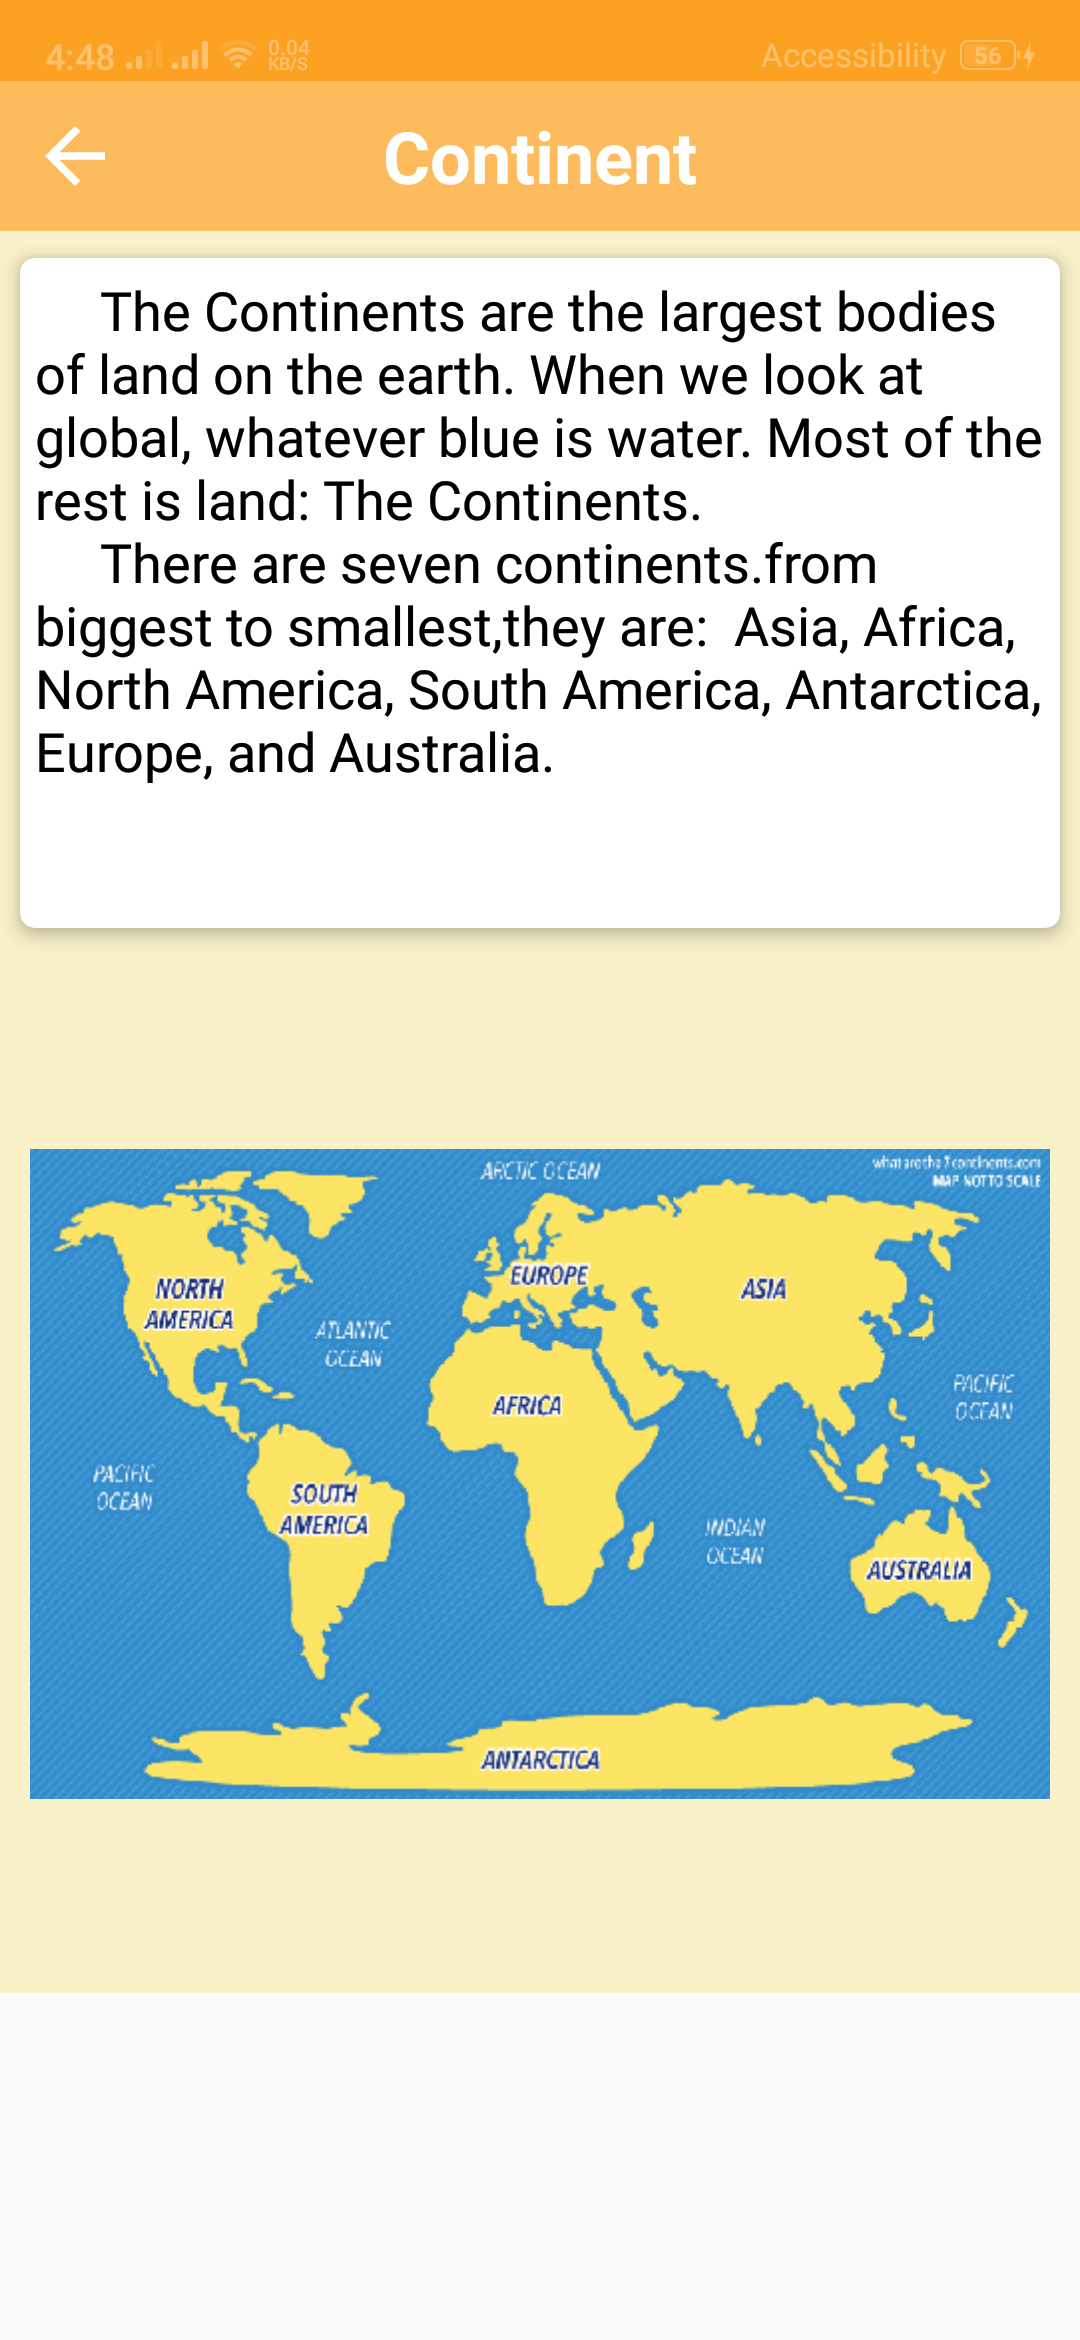 4:48 0.04 KB/S Accessibility 56
Continent
The Continents are the largest bodies
of land on the earth. When we look at
global, whatever blue is water. Most of the
rest is land: The Continents.
There are seven continents.from
biggest to smallest,they are:  Asia, Africa,
North America, South America, Antarctica,
Europe, and Australia.
ARCTIC OCEAN
whatarethe7continents.com
MAP NOT TO SCALE
NORTH
AMERICA
EUROPE
ASIA
ATLANTIC
OCEAN
AFRICA
PACIFIC
OCEAN
PACIFIC
OCEAN
SOUTH
AMERICA
INDIAN
OCEAN
AUSTRALIA
ANTARCTICA